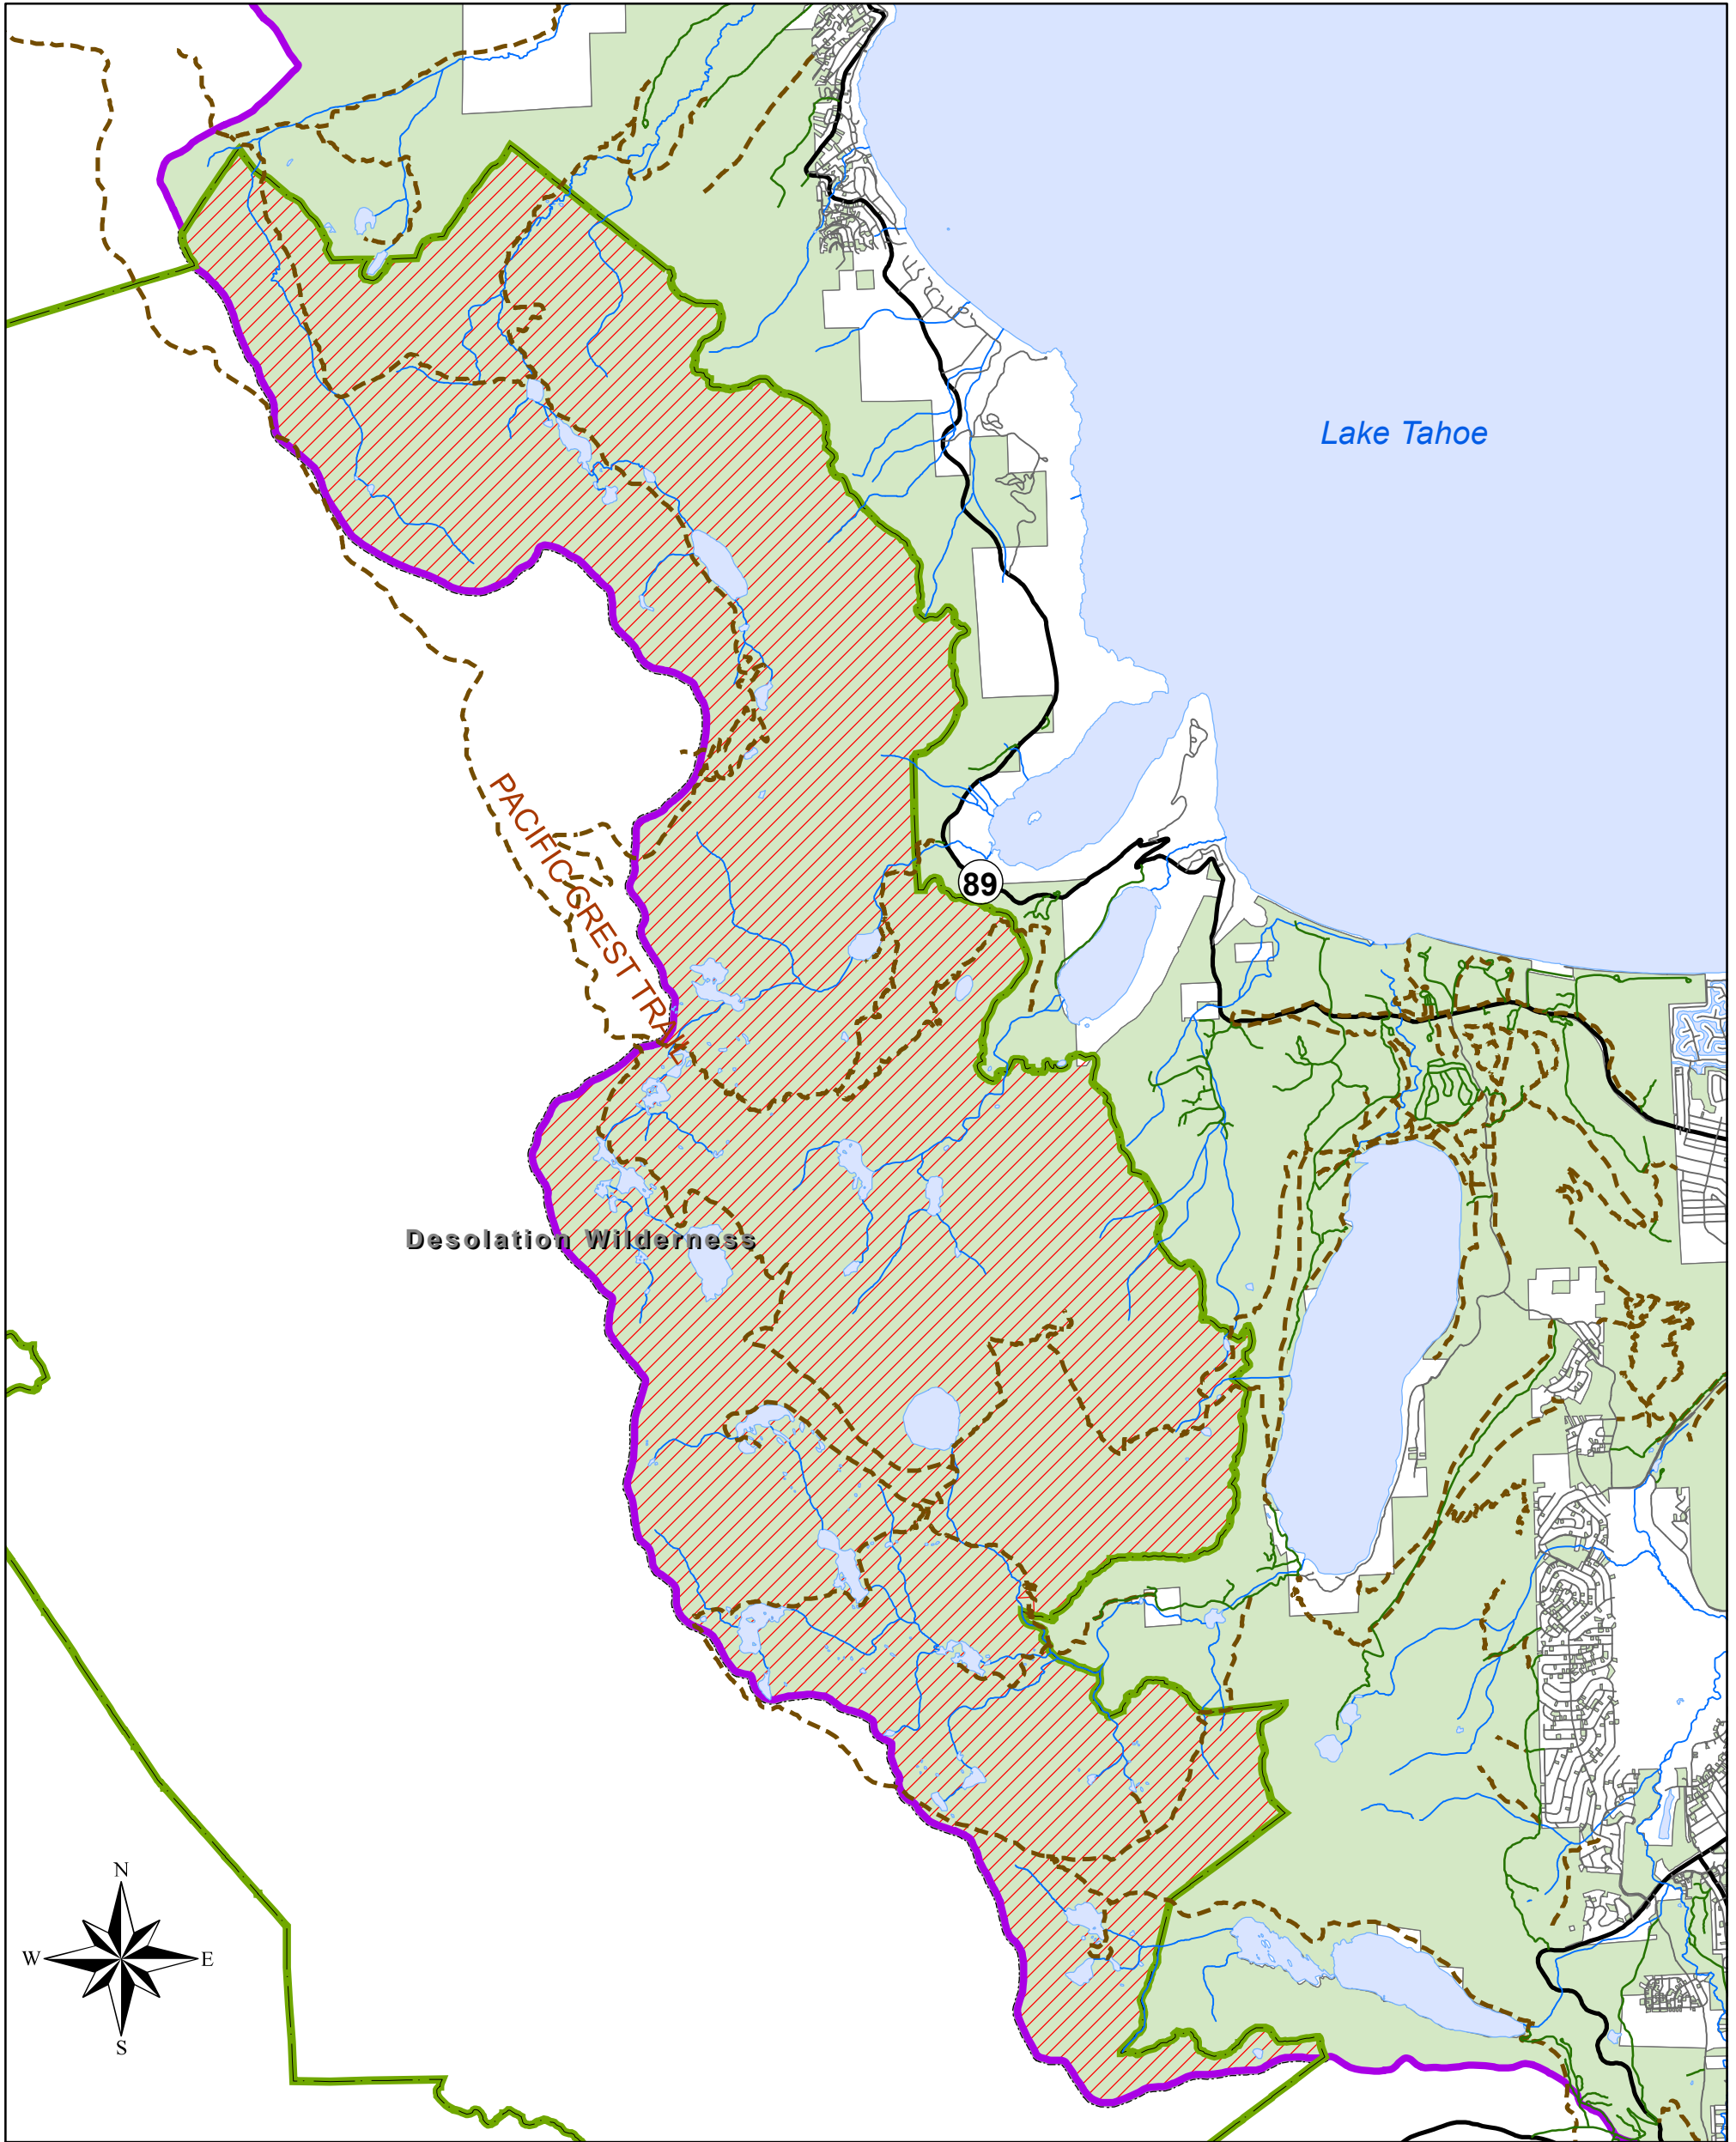 Lake Tahoe
PACIFIC CREST TRAIL
89
Desolation Wilderness
N
W
E
S